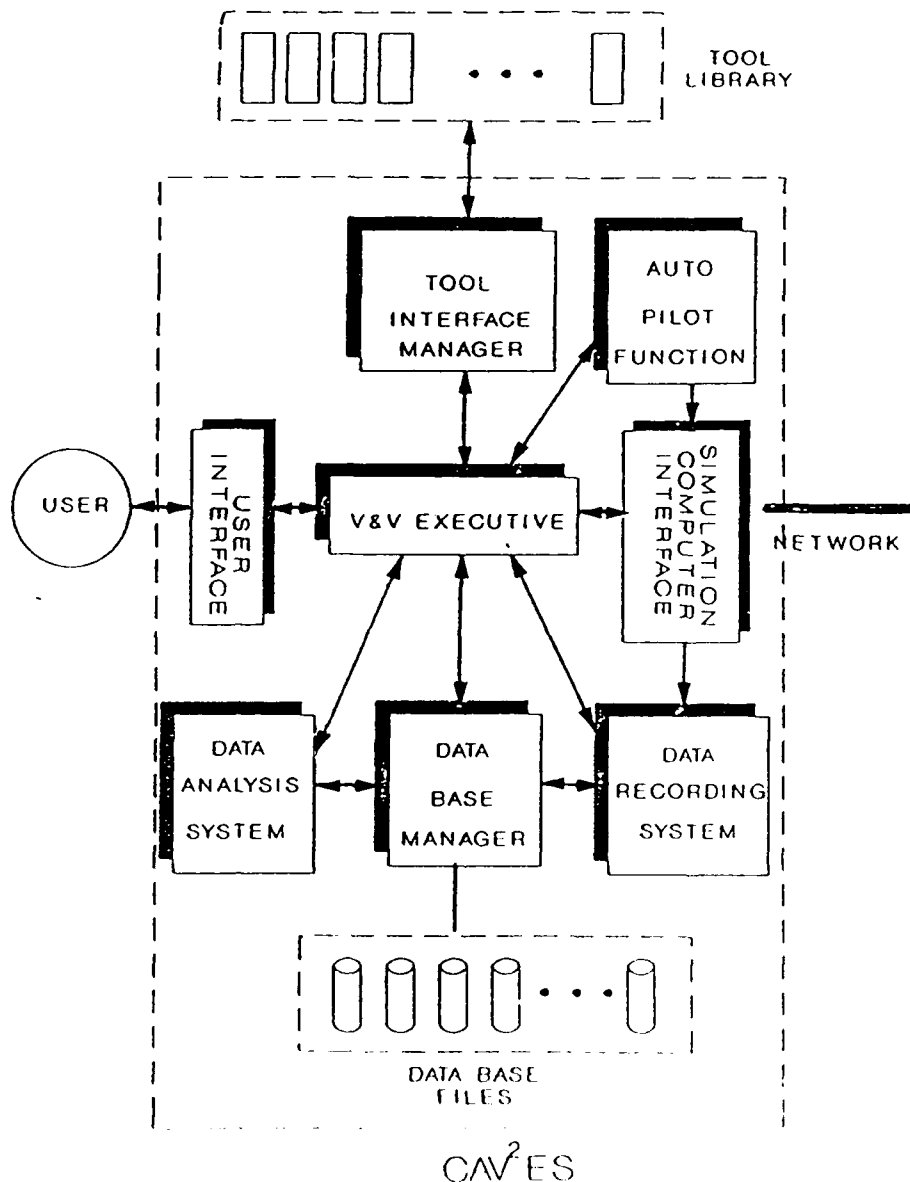 TOOL
LIBRARY
TOOL
INTERFACE
MANAGER
AUTO
PILOT
FUNCTION
USER
USER
INTERFACE
V&V EXECUTIVE
SIMULATION
COMPUTER
INTERFACE
NETWORK
DATA
ANALYSIS
SYSTEM
DATA
BASE
MANAGER
DATA
RECORDING
SYSTEM
DATA BASE
FILES
CAV²ES